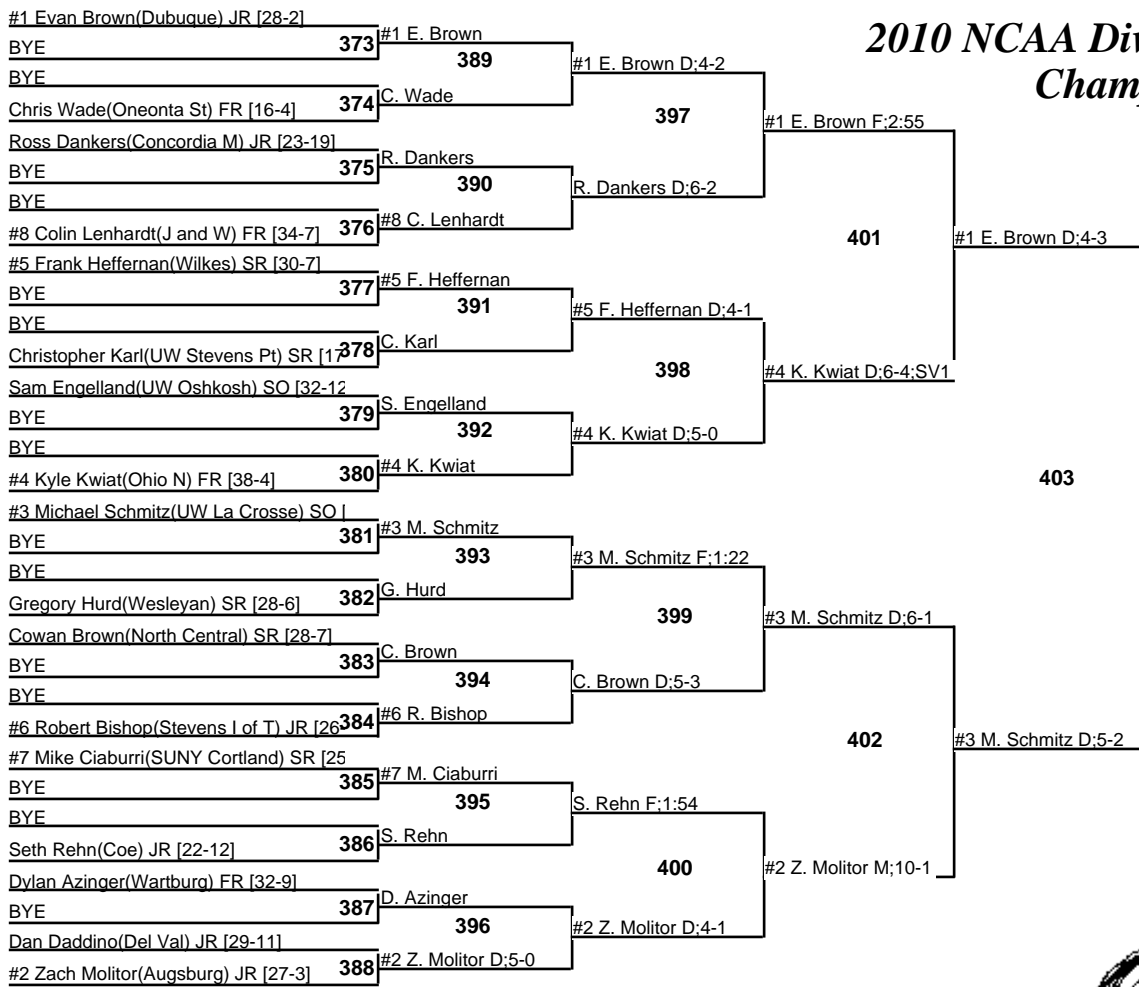 2010 NCAA Div
Champ
#1 Evan Brown(Dubuque) JR [28-2]
BYE
373
BYE
Chris Wade(Oneonta St) FR [16-4]
374
Ross Dankers(Concordia M) JR [23-19]
BYE
375
BYE
#8 Colin Lenhardt(J and W) FR [34-7]
376
#5 Frank Heffernan(Wilkes) SR [30-7]
BYE
377
BYE
Christopher Karl(UW Stevens Pt) SR [17
378
Sam Engelland(UW Oshkosh) SO [32-12
BYE
379
BYE
#4 Kyle Kwiat(Ohio N) FR [38-4]
380
#3 Michael Schmitz(UW La Crosse) SO [
BYE
381
BYE
Gregory Hurd(Wesleyan) SR [28-6]
382
Cowan Brown(North Central) SR [28-7]
BYE
383
BYE
#6 Robert Bishop(Stevens I of T) JR [26-
384
#7 Mike Ciaburri(SUNY Cortland) SR [25
BYE
385
BYE
Seth Rehn(Coe) JR [22-12]
386
Dylan Azinger(Wartburg) FR [32-9]
BYE
387
Dan Daddino(Del Val) JR [29-11]
#2 Zach Molitor(Augsburg) JR [27-3]
388
#1 E. Brown
389
C. Wade
R. Dankers
390
#8 C. Lenhardt
#5 F. Heffernan
391
C. Karl
S. Engelland
392
#4 K. Kwiat
#3 M. Schmitz
393
G. Hurd
C. Brown
394
#6 R. Bishop
#7 M. Ciaburri
395
S. Rehn
D. Azinger
396
#2 Z. Molitor D;5-0
#1 E. Brown D;4-2
397
R. Dankers D;6-2
#5 F. Heffernan D;4-1
398
#4 K. Kwiat D;5-0
#3 M. Schmitz F;1:22
399
C. Brown D;5-3
S. Rehn F;1:54
400
#2 Z. Molitor D;4-1
#1 E. Brown F;2:55
401
#4 K. Kwiat D;6-4;SV1
#3 M. Schmitz D;6-1
402
#2 Z. Molitor M;10-1
#1 E. Brown D;4-3
403
#3 M. Schmitz D;5-2